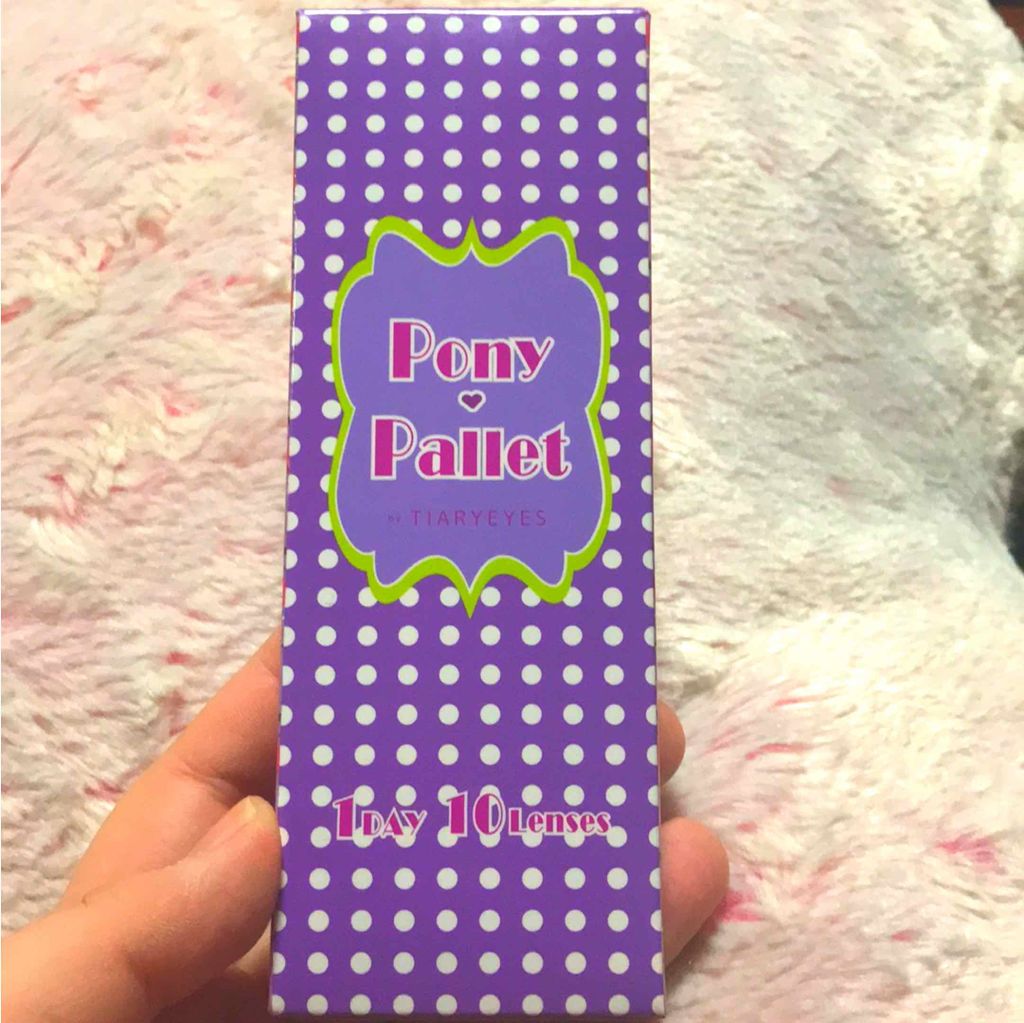 Pony
Pallet
BY TIARYEYES
1DAY 10Lenses